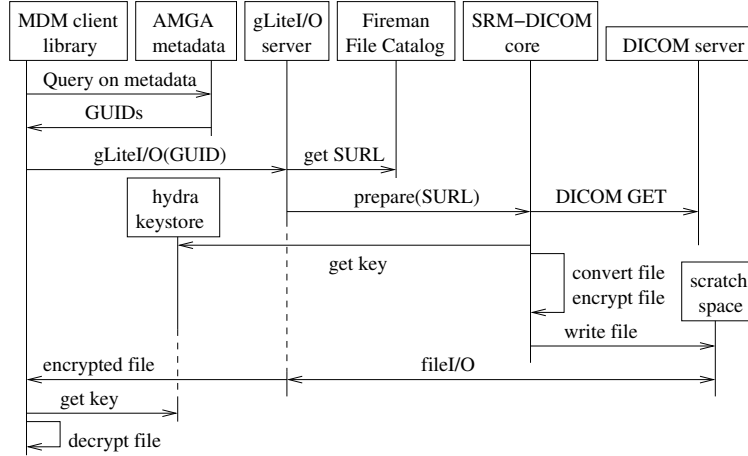 MDM client
library
AMGA
metadata
gLiteI/O
server
Fireman
File Catalog
SRM−DICOM
core
DICOM server
Query on metadata
GUIDs
gLiteI/O(GUID)
get SURL
hydra
keystore
prepare(SURL)
DICOM GET
get key
convert file
encrypt file
scratch
space
write file
encrypted file
fileI/O
get key
decrypt file